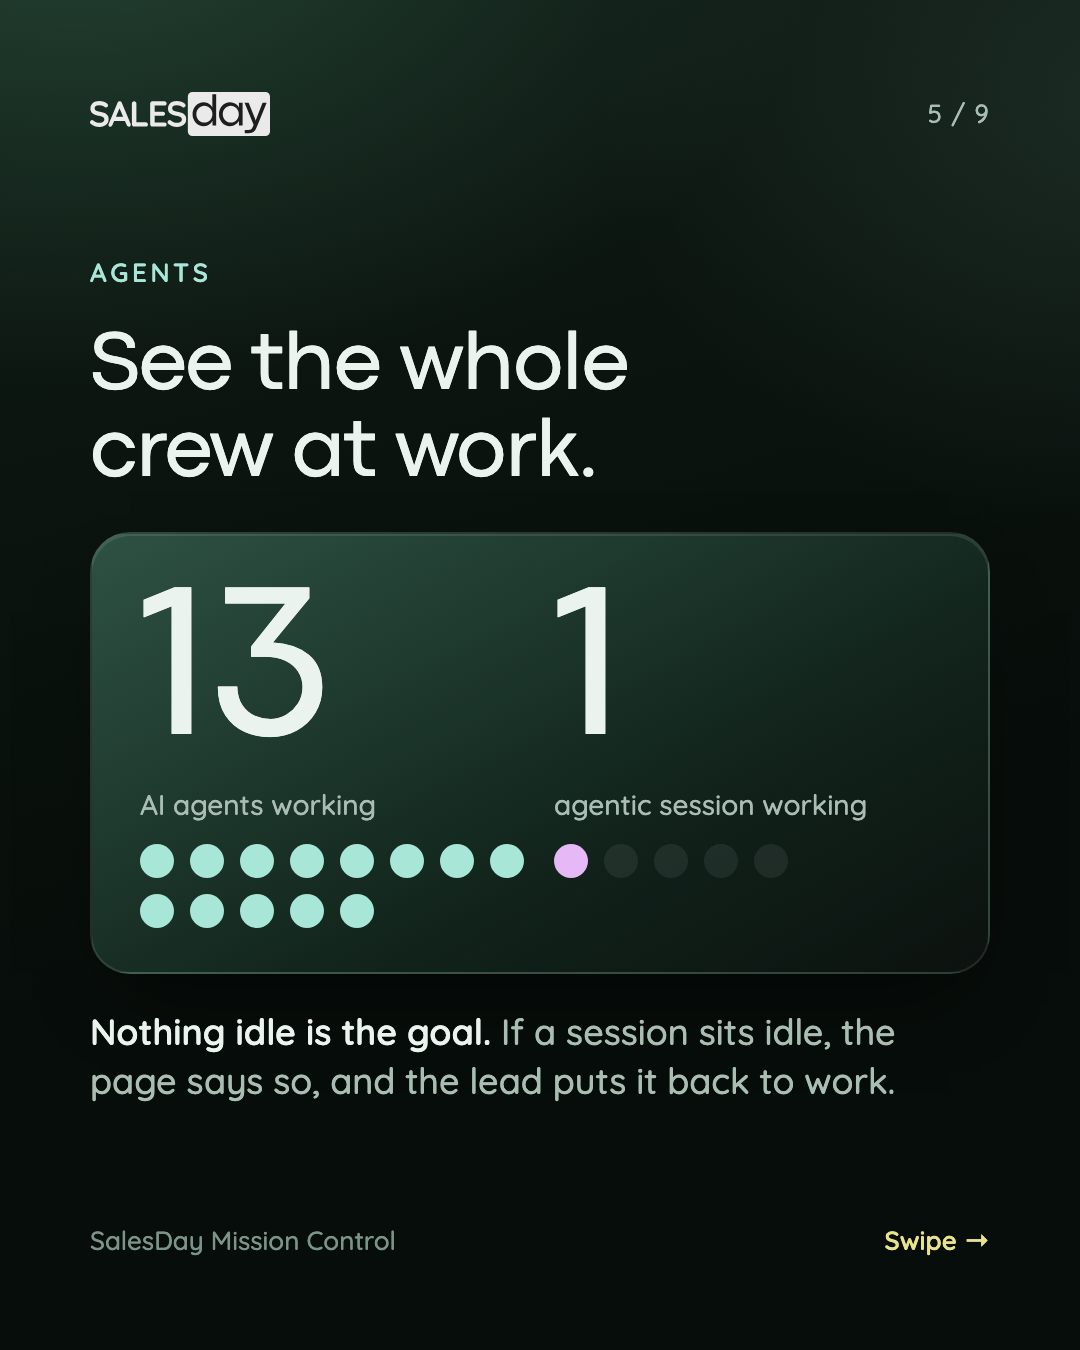 SALESday
5 / 9
AGENTS
See the whole
crew at work.
13
AI agents working
1
agentic session working
Nothing idle is the goal. If a session sits idle, the
page says so, and the lead puts it back to work.
SalesDay Mission Control
Swipe →